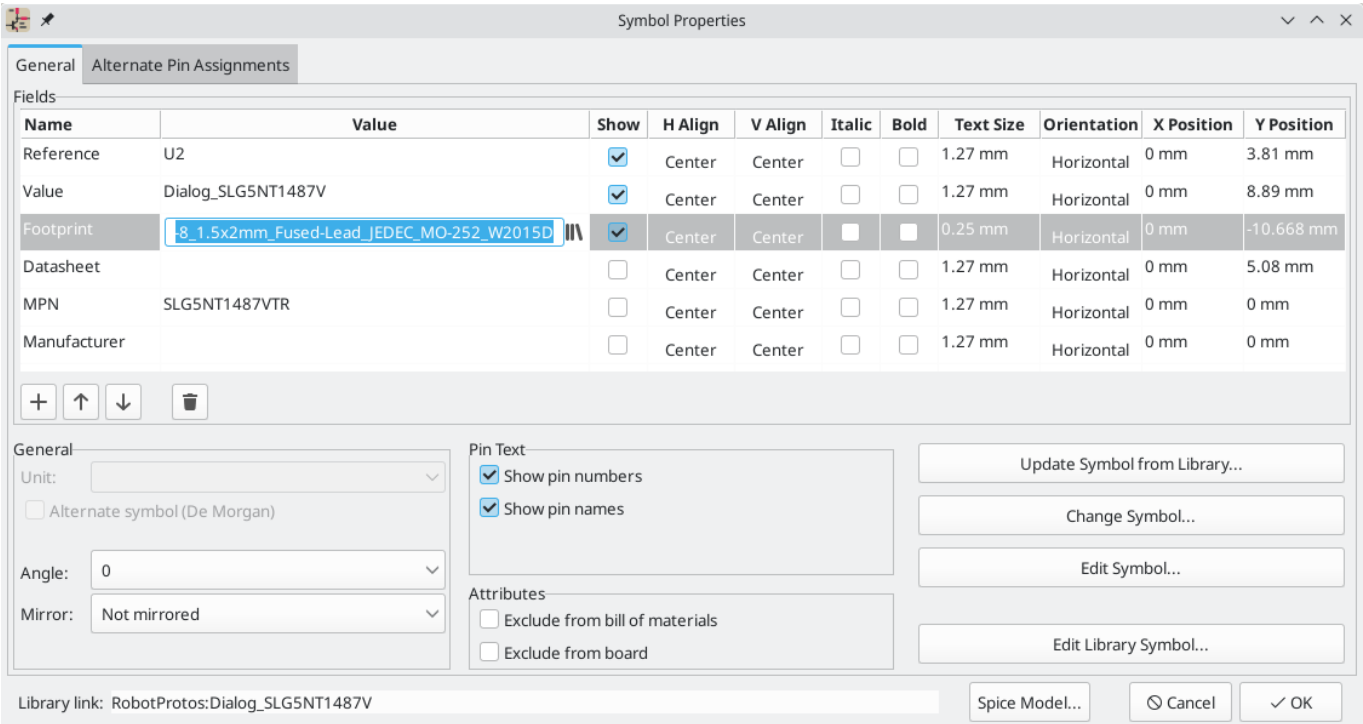 Symbol Properties
General Alternate Pin Assignments
Fields
Name Value Show H Align V Align Italic Bold Text Size Orientation X Position Y Position
Reference U2 Center Center 1.27 mm Horizontal 0 mm 3.81 mm
Value Dialog_SLG5NT1487V Center Center 1.27 mm Horizontal 0 mm 8.89 mm
Footprint -8_1.5x2mm_Fused-Lead_JEDEC_MO-252_W2015D Center Center 0.25 mm Horizontal 0 mm -10.668 mm
Datasheet Center Center 1.27 mm Horizontal 0 mm 5.08 mm
MPN SLG5NT1487VTR Center Center 1.27 mm Horizontal 0 mm 0 mm
Manufacturer Center Center 1.27 mm Horizontal 0 mm 0 mm
General
Unit:
Alternate symbol (De Morgan)
Angle: 0
Mirror: Not mirrored
Pin Text
Show pin numbers
Show pin names
Attributes
Exclude from bill of materials
Exclude from board
Update Symbol from Library...
Change Symbol...
Edit Symbol...
Edit Library Symbol...
Library link: RobotProtos:Dialog_SLG5NT1487V Spice Model... Cancel OK